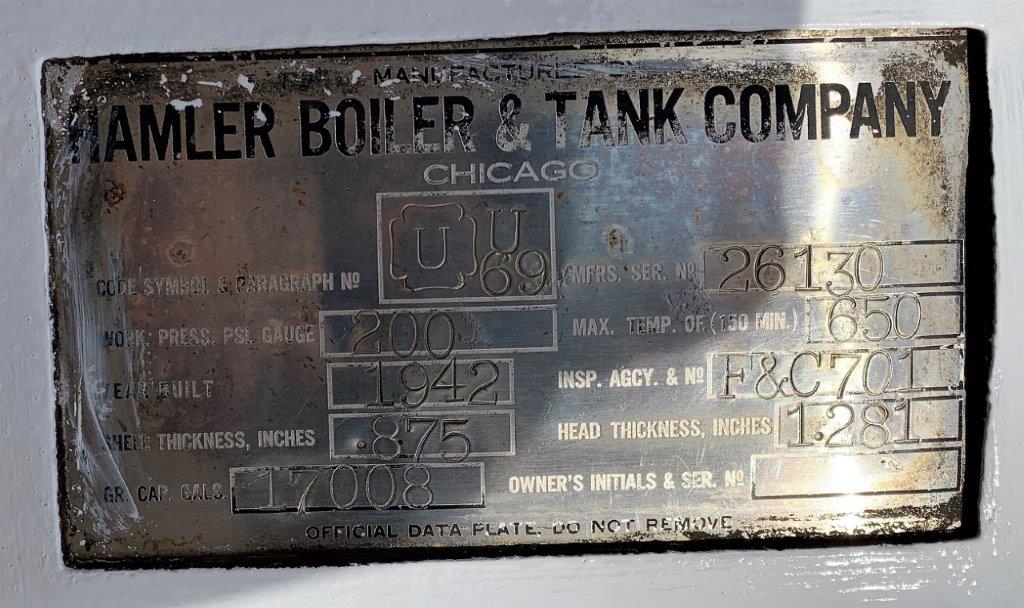 MANUFACTURED
HAMLER BOILER & TANK COMPANY
CHICAGO
CODE SYMBOL & PARAGRAPH Nº U U 69 MFRS. SER. Nº 26130
WORK. PRESS. PSI. GAUGE 200 MAX. TEMP. OF (150 MIN.) 650
YEAR BUILT 1942 INSP. AGCY. & Nº F&C701
SHELL THICKNESS, INCHES .875 HEAD THICKNESS, INCHES 1.281
GR. CAP. GALS. 17008 OWNER'S INITIALS & SER. Nº
OFFICIAL DATA PLATE. DO NOT REMOVE